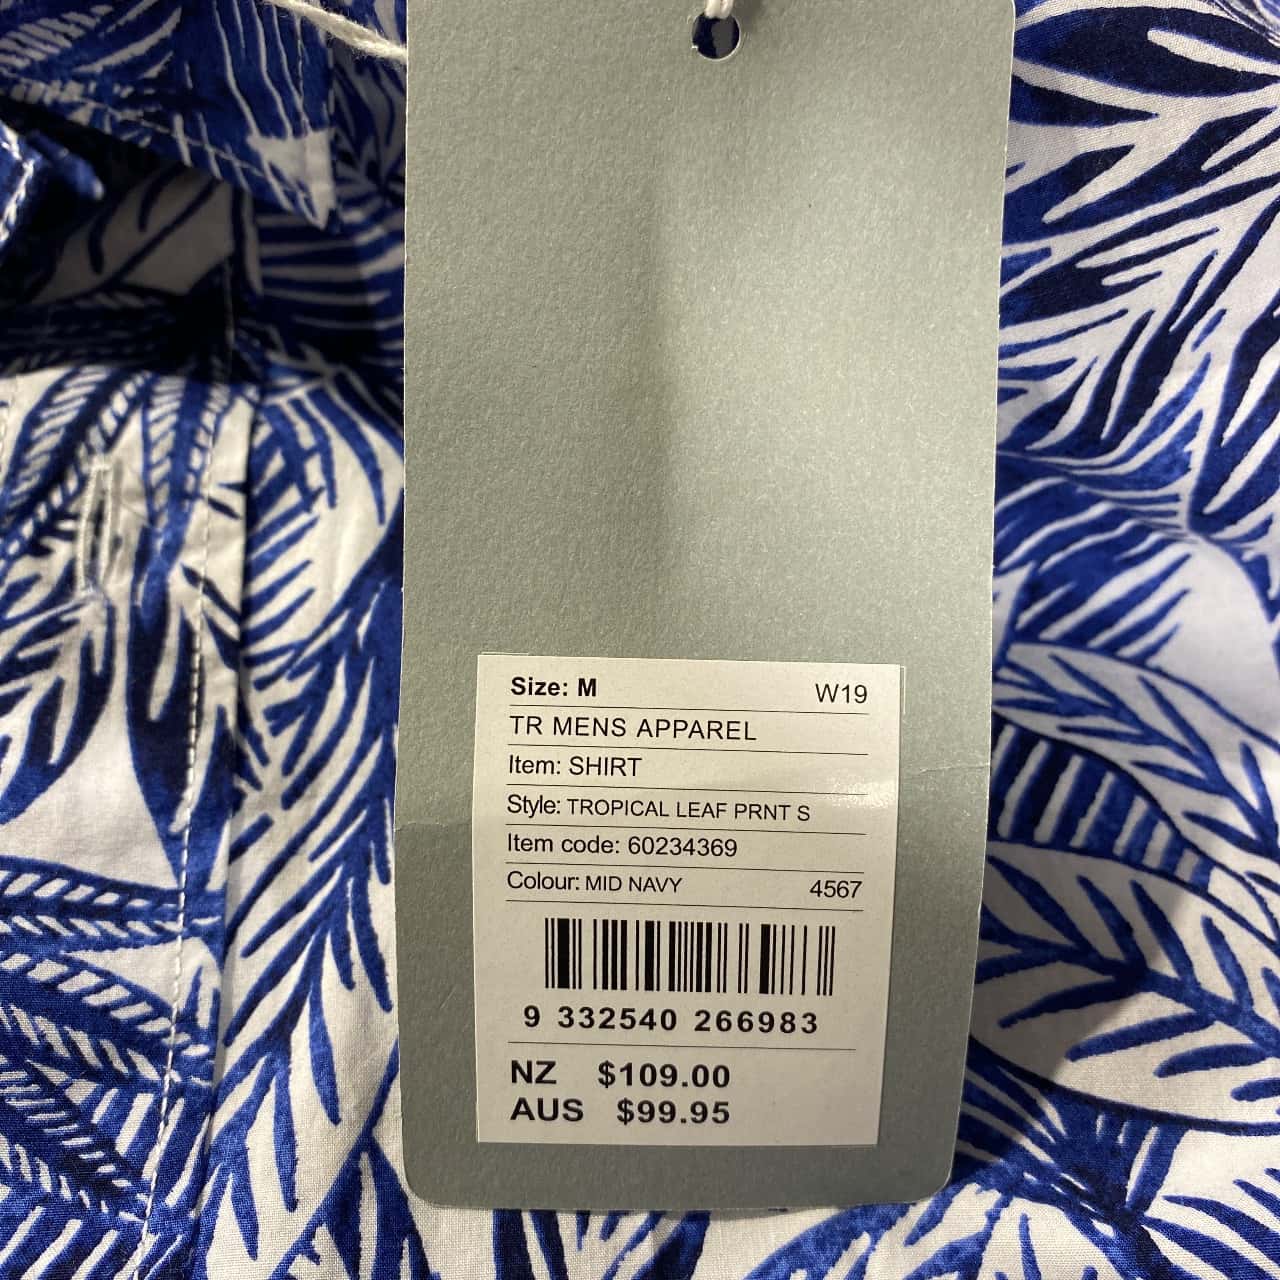 Size: M W19
TR MENS APPAREL
Item: SHIRT
Style: TROPICAL LEAF PRNT S
Item code: 60234369
Colour: MID NAVY 4567
9 332540 266983
NZ $109.00
AUS $99.95